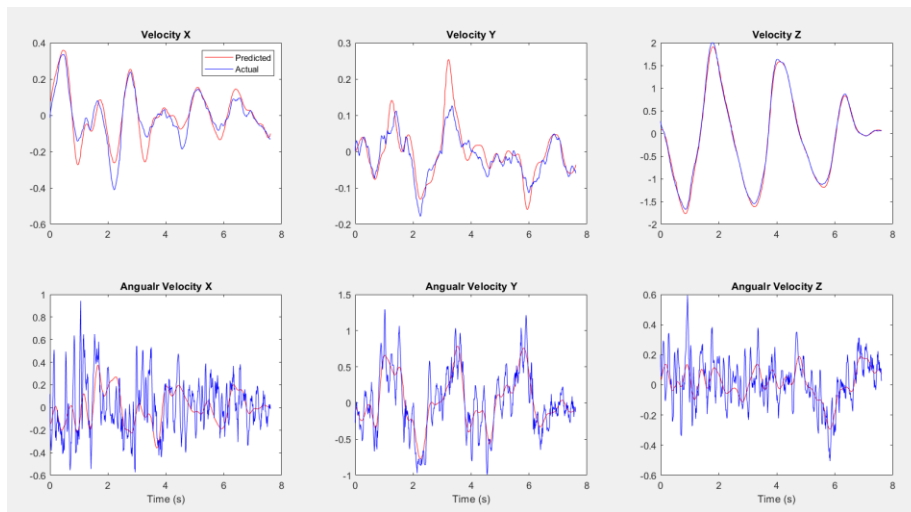 Velocity X
0.4
0.2
0
-0.2
-0.4
-0.6
0 2 4 6 8
Predicted
Actual
Velocity Y
0.3
0.2
0.1
0
-0.1
-0.2
0 2 4 6 8
Velocity Z
2
1.5
1
0.5
0
-0.5
-1
-1.5
-2
0 2 4 6 8
Angualr Velocity X
1
0.8
0.6
0.4
0.2
0
-0.2
-0.4
-0.6
0 2 4 6 8
Time (s)
Angualr Velocity Y
1.5
1
0.5
0
-0.5
-1
0 2 4 6 8
Time (s)
Angualr Velocity Z
0.6
0.4
0.2
0
-0.2
-0.4
-0.6
0 2 4 6 8
Time (s)